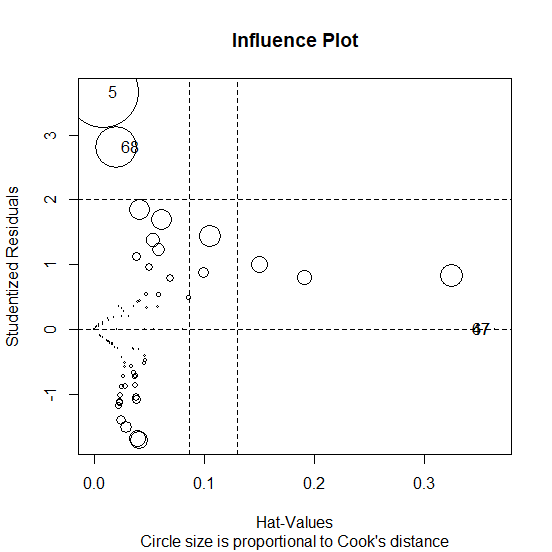 Influence Plot
Studentized Residuals
3
2
1
0
-1
5
68
0.0 0.1 0.2 0.3
Hat-Values
Circle size is proportional to Cook's distance